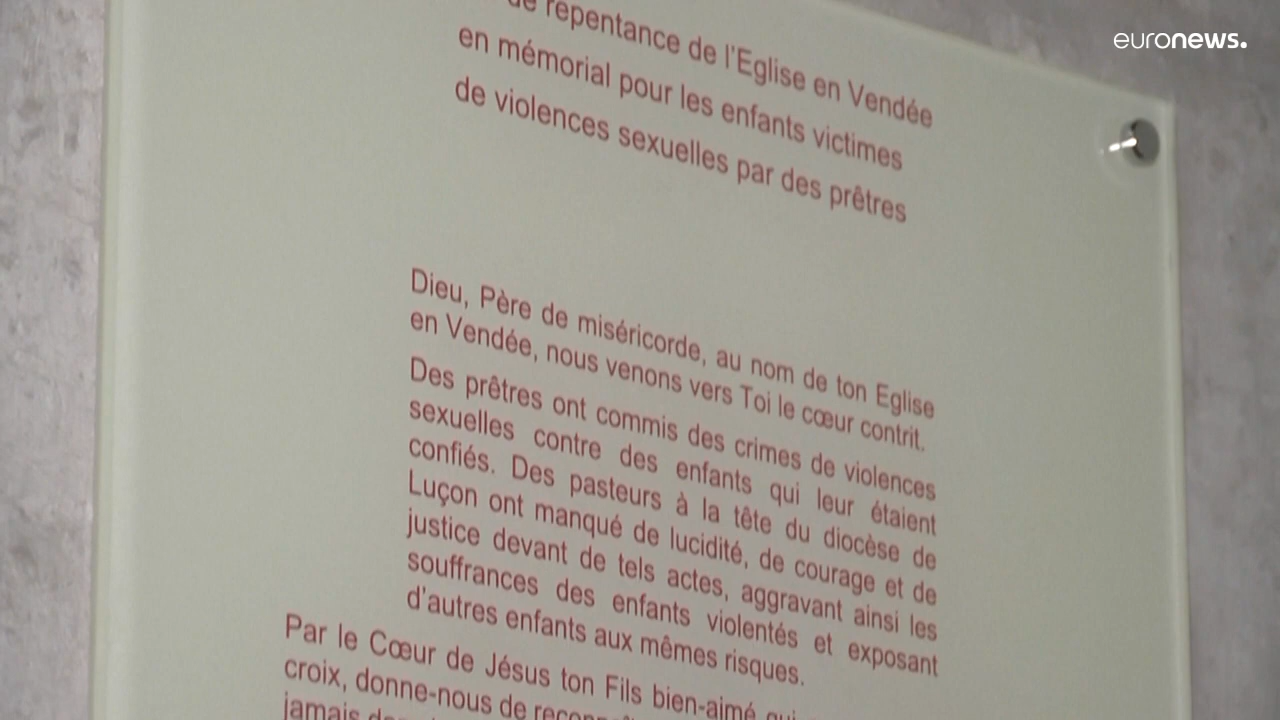 euronews.
de repentance de l'Eglise en Vendée
en mémorial pour les enfants victimes
de violences sexuelles par des prêtres
Dieu, Père de miséricorde, au nom de ton Eglise
en Vendée, nous venons vers Toi le cœur contrit.
Des prêtres ont commis des crimes de violences
sexuelles contre des enfants qui leur étaient
confiés. Des pasteurs à la tête du diocèse de
Luçon ont manqué de lucidité, de courage et de
justice devant de tels actes, aggravant ainsi les
souffrances des enfants violentés et exposant
d'autres enfants aux mêmes risques.
Par le Cœur de Jésus ton Fils bien-aimé qui
croix, donne-nous de
jamais